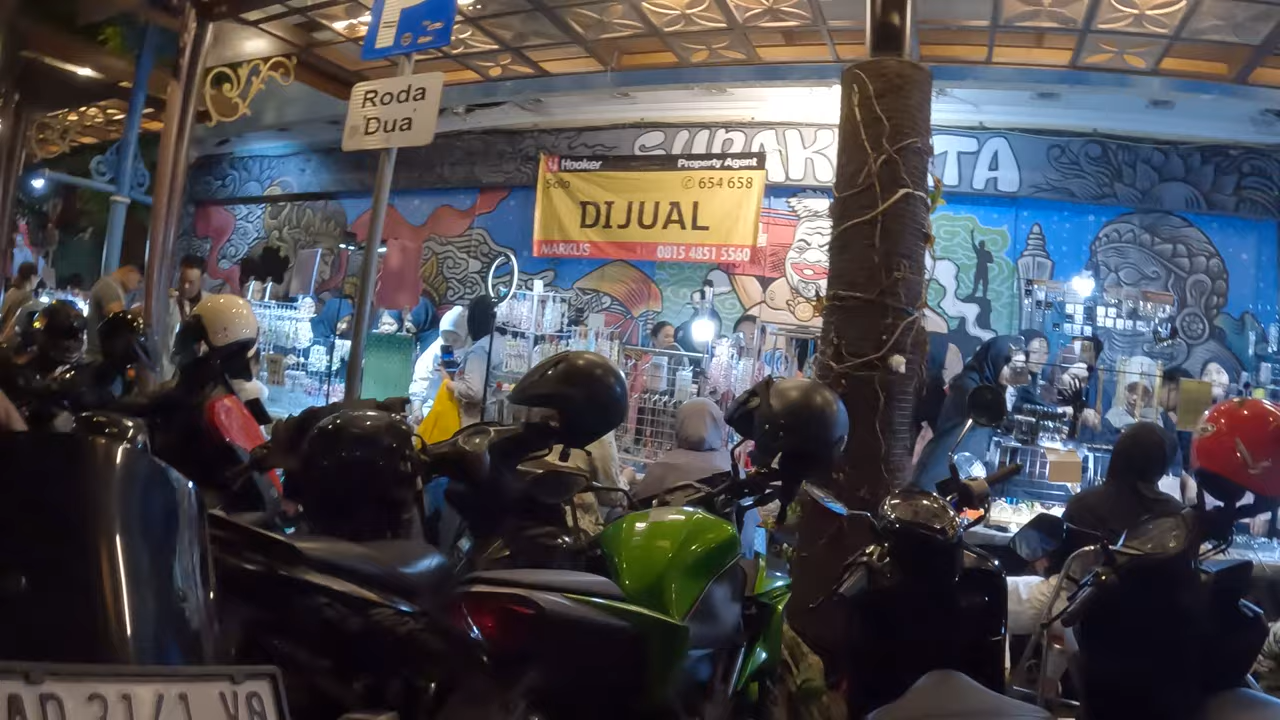 Roda
Dua
Hooker Property Agent
Solo ✆ 654 658
DIJUAL
MARKUS 0815 4851 5560
SURAK TA